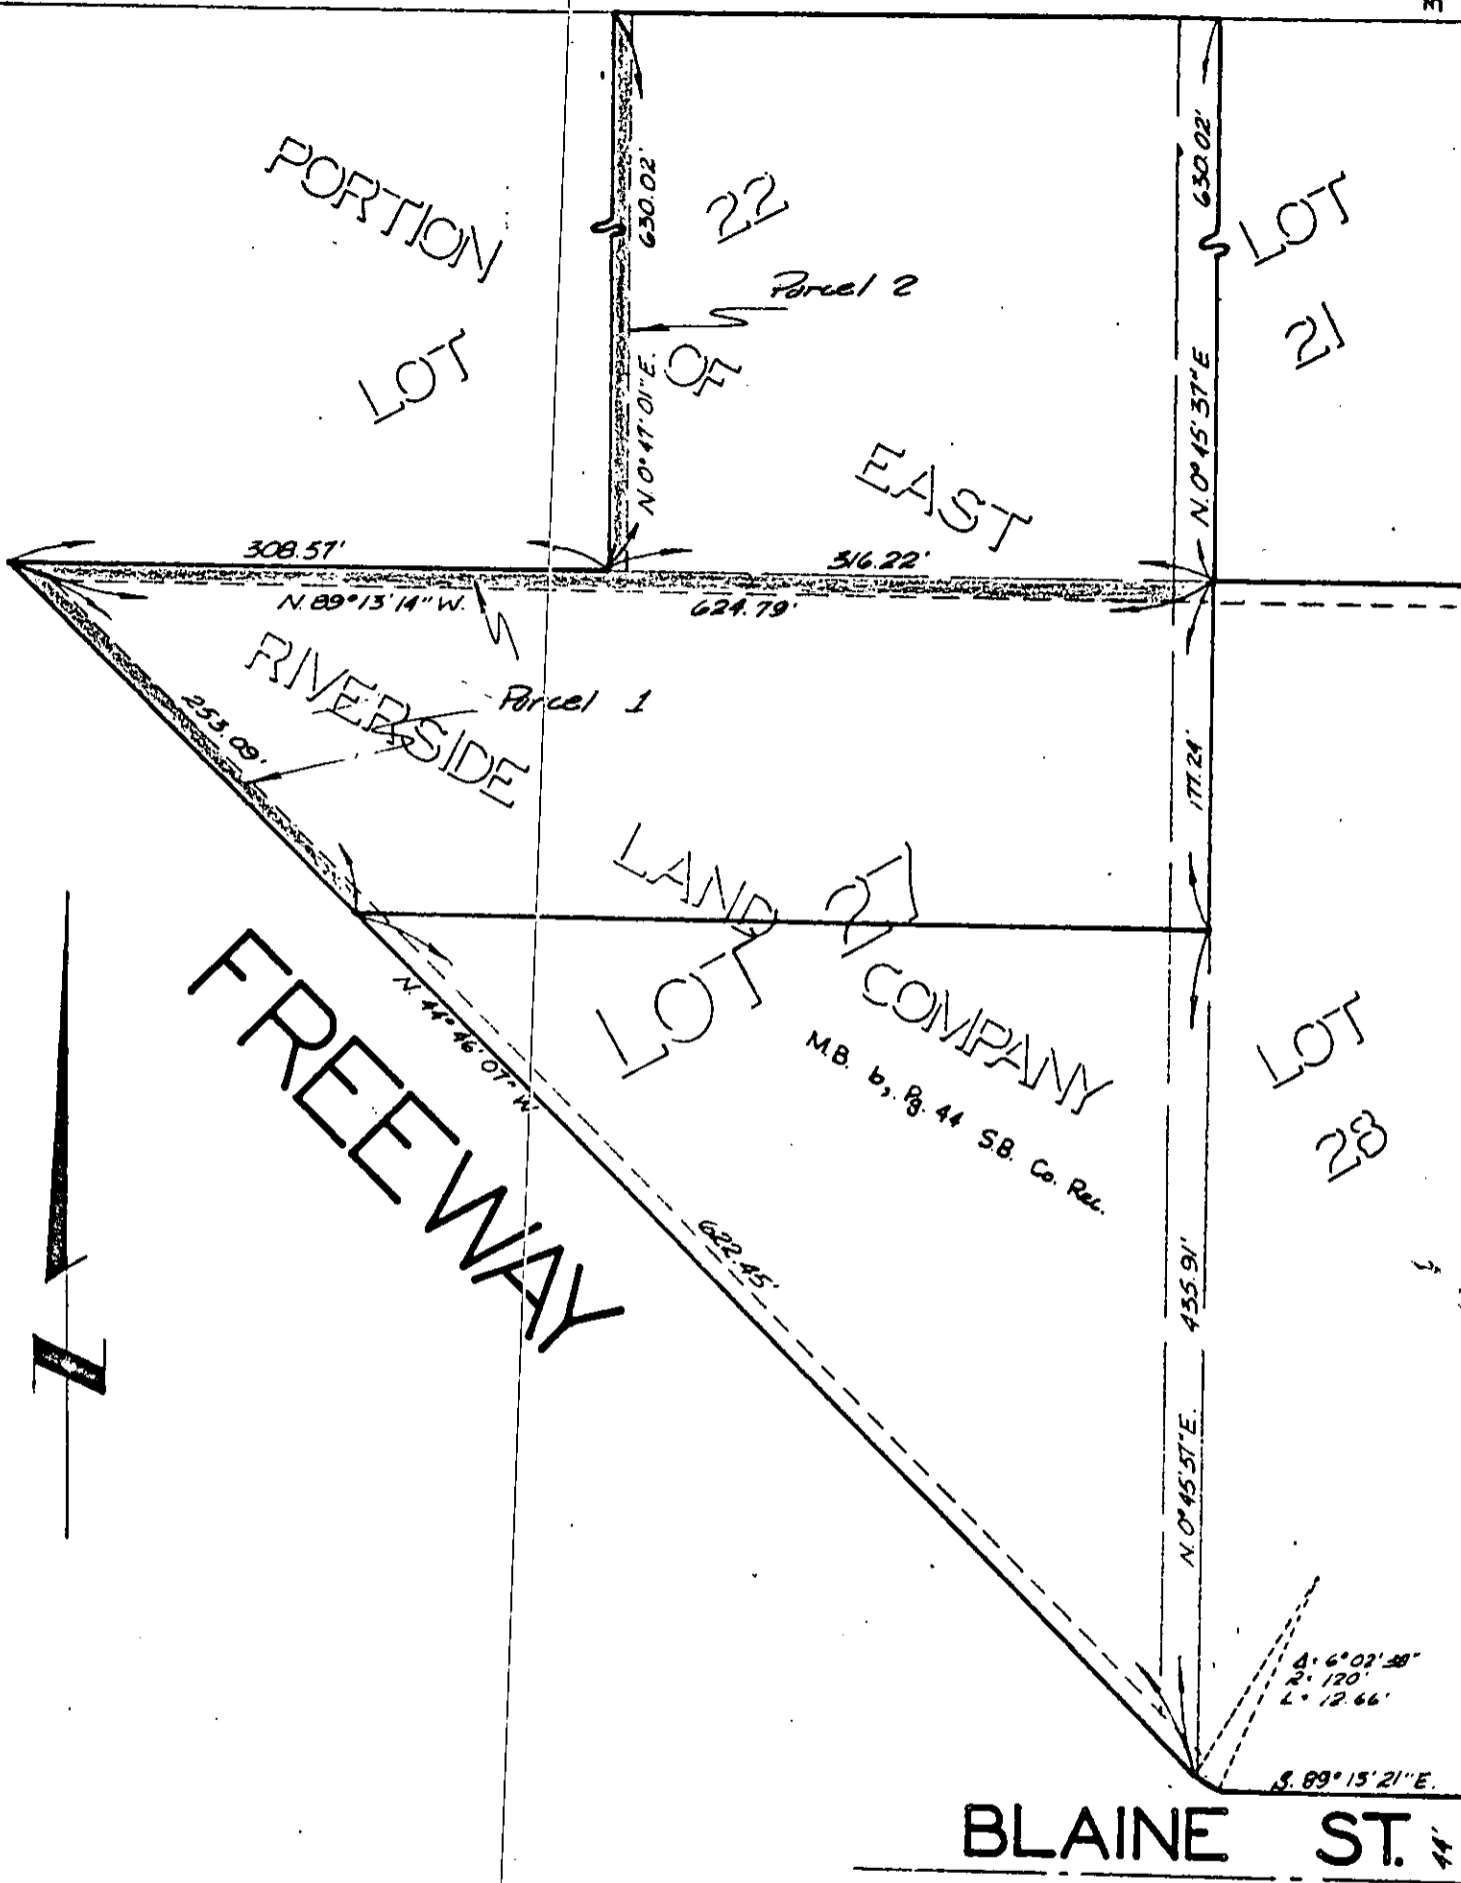 630.02'
630.02'
PORTION
22
LOT
21
Parcel 2
LOT
OF
N. 0° 47' 01" E.
N. 0° 45' 37" E
EAST
308.57'
316.22'
N. 89° 13' 14" W.
624.79'
RIVERSIDE
Parcel 1
253.09'
177.24'
LAND
LOT 27
COMPANY
M.B. 6, Pg. 44 S.B. Co. Rec.
FREEWAY
N. 44° 46' 07" W.
LOT
28
622.45'
435.91'
N. 0° 45' 37" E.
N
R= 120'
L= 12.66'
S. 89° 13' 21" E.
BLAINE ST.
44'